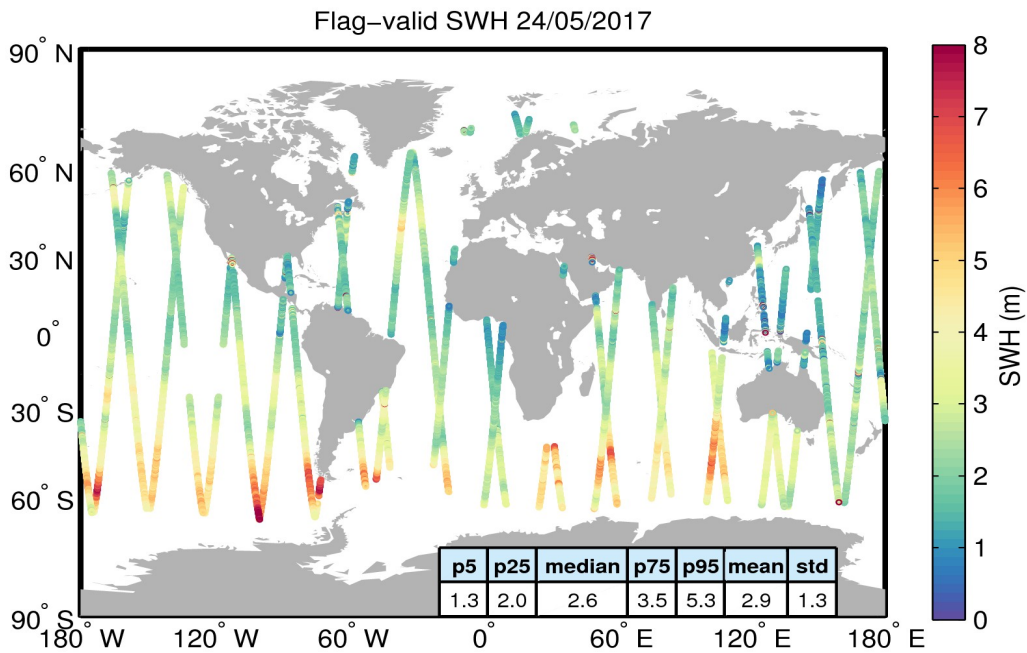 Flag−valid SWH 24/05/2017
90° N
60° N
30° N
0°
30° S
60° S
90° S
180° W
120° W
60° W
0°
60° E
120° E
180° E
p5 p25 median p75 p95 mean std
1.3 2.0 2.6 3.5 5.3 2.9 1.3
8
7
6
5
4
3
2
1
0
SWH (m)